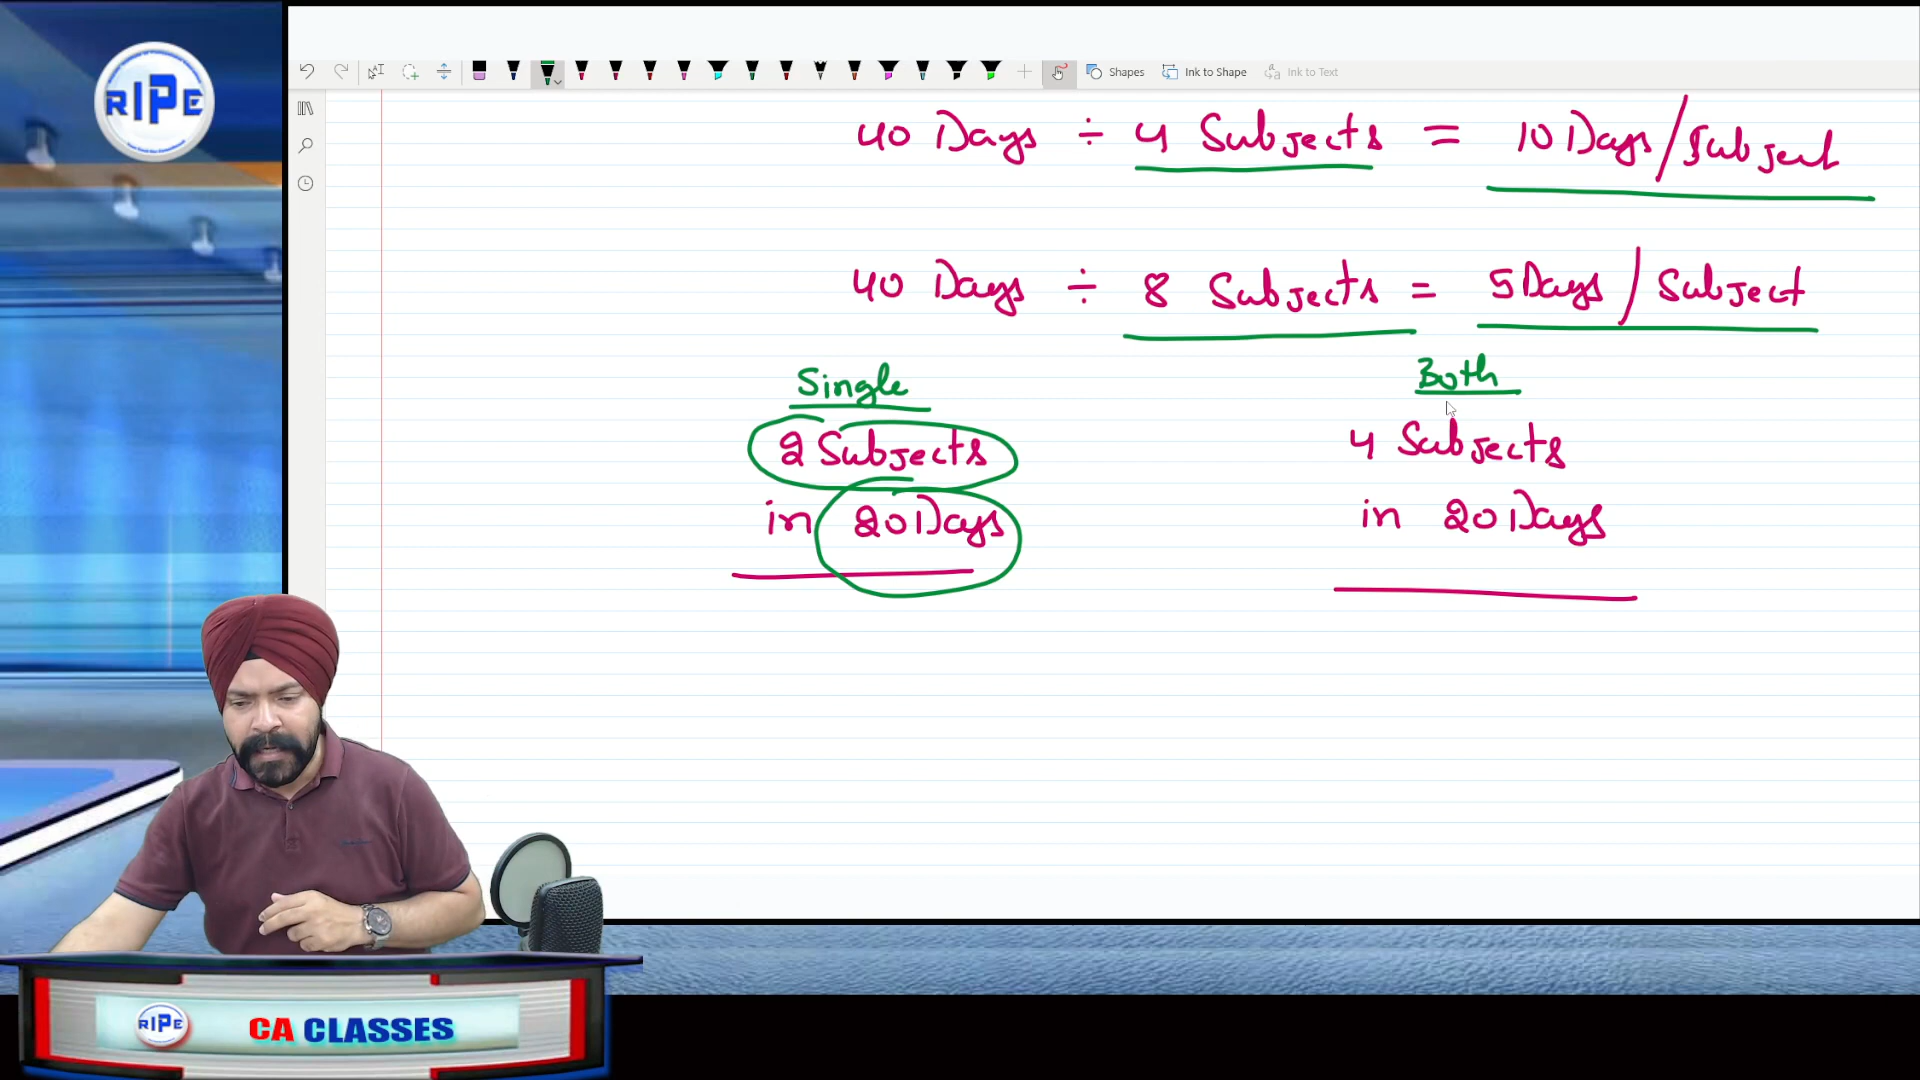 RIPE
Shapes
Ink to Shape
Ink to Text
40 Days ÷ 4 Subjects = 10 Days/Subject
40 Days ÷ 8 Subjects = 5 Days / Subject
Single
Both
2 Subjects
in 20 Days
4 Subjects
in 20 Days
RIPE
CA CLASSES